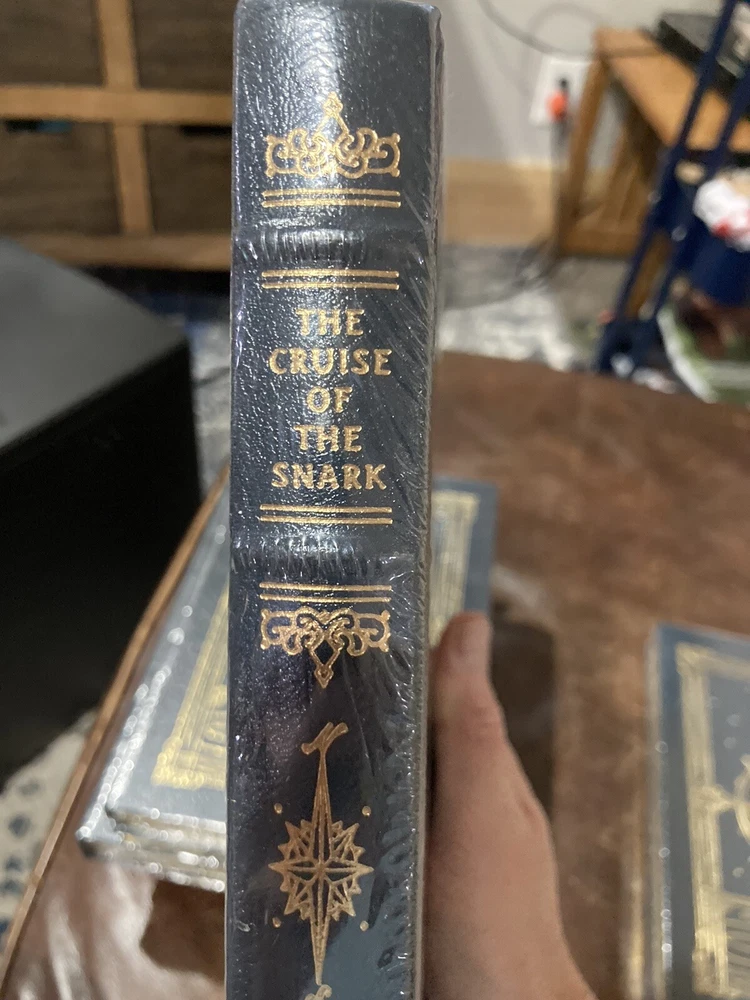 THE
CRUISE
OF
THE
SNARK